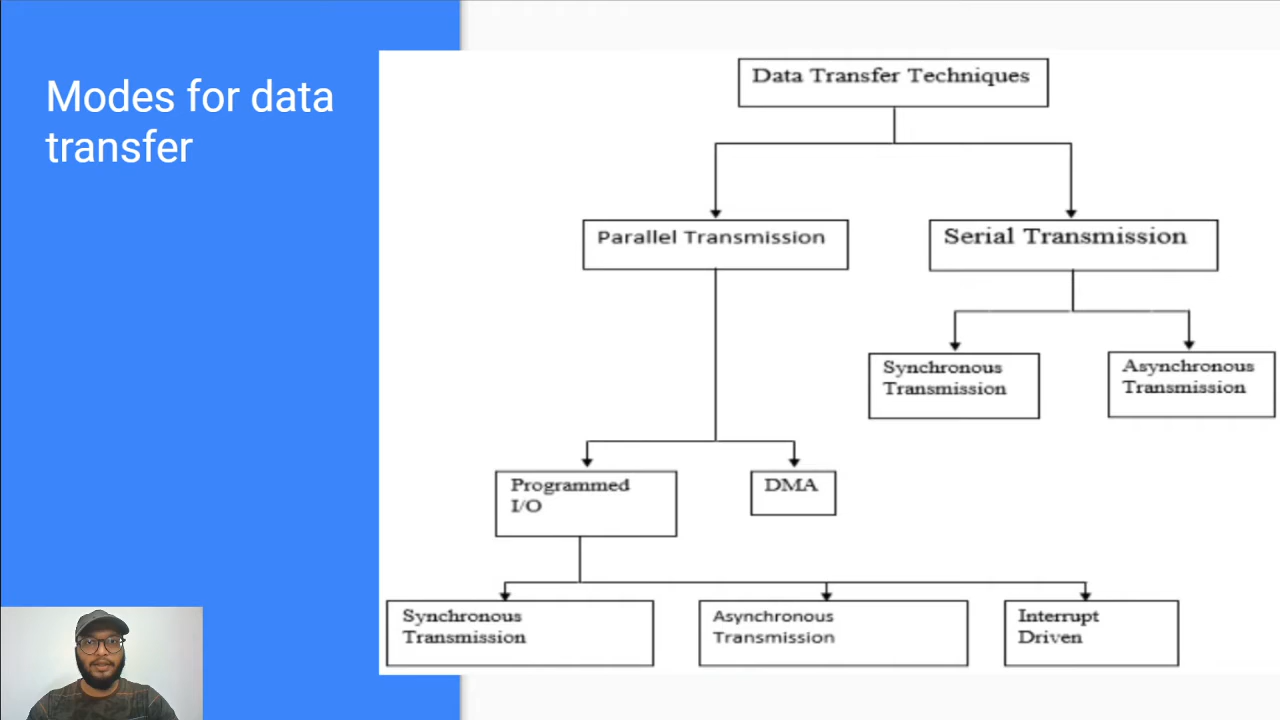 Modes for data
transfer
Data Transfer Techniques
Parallel Transmission
Serial Transmission
Synchronous
Transmission
Asynchronous
Transmission
Programmed
I/O
DMA
Synchronous
Transmission
Asynchronous
Transmission
Interrupt
Driven